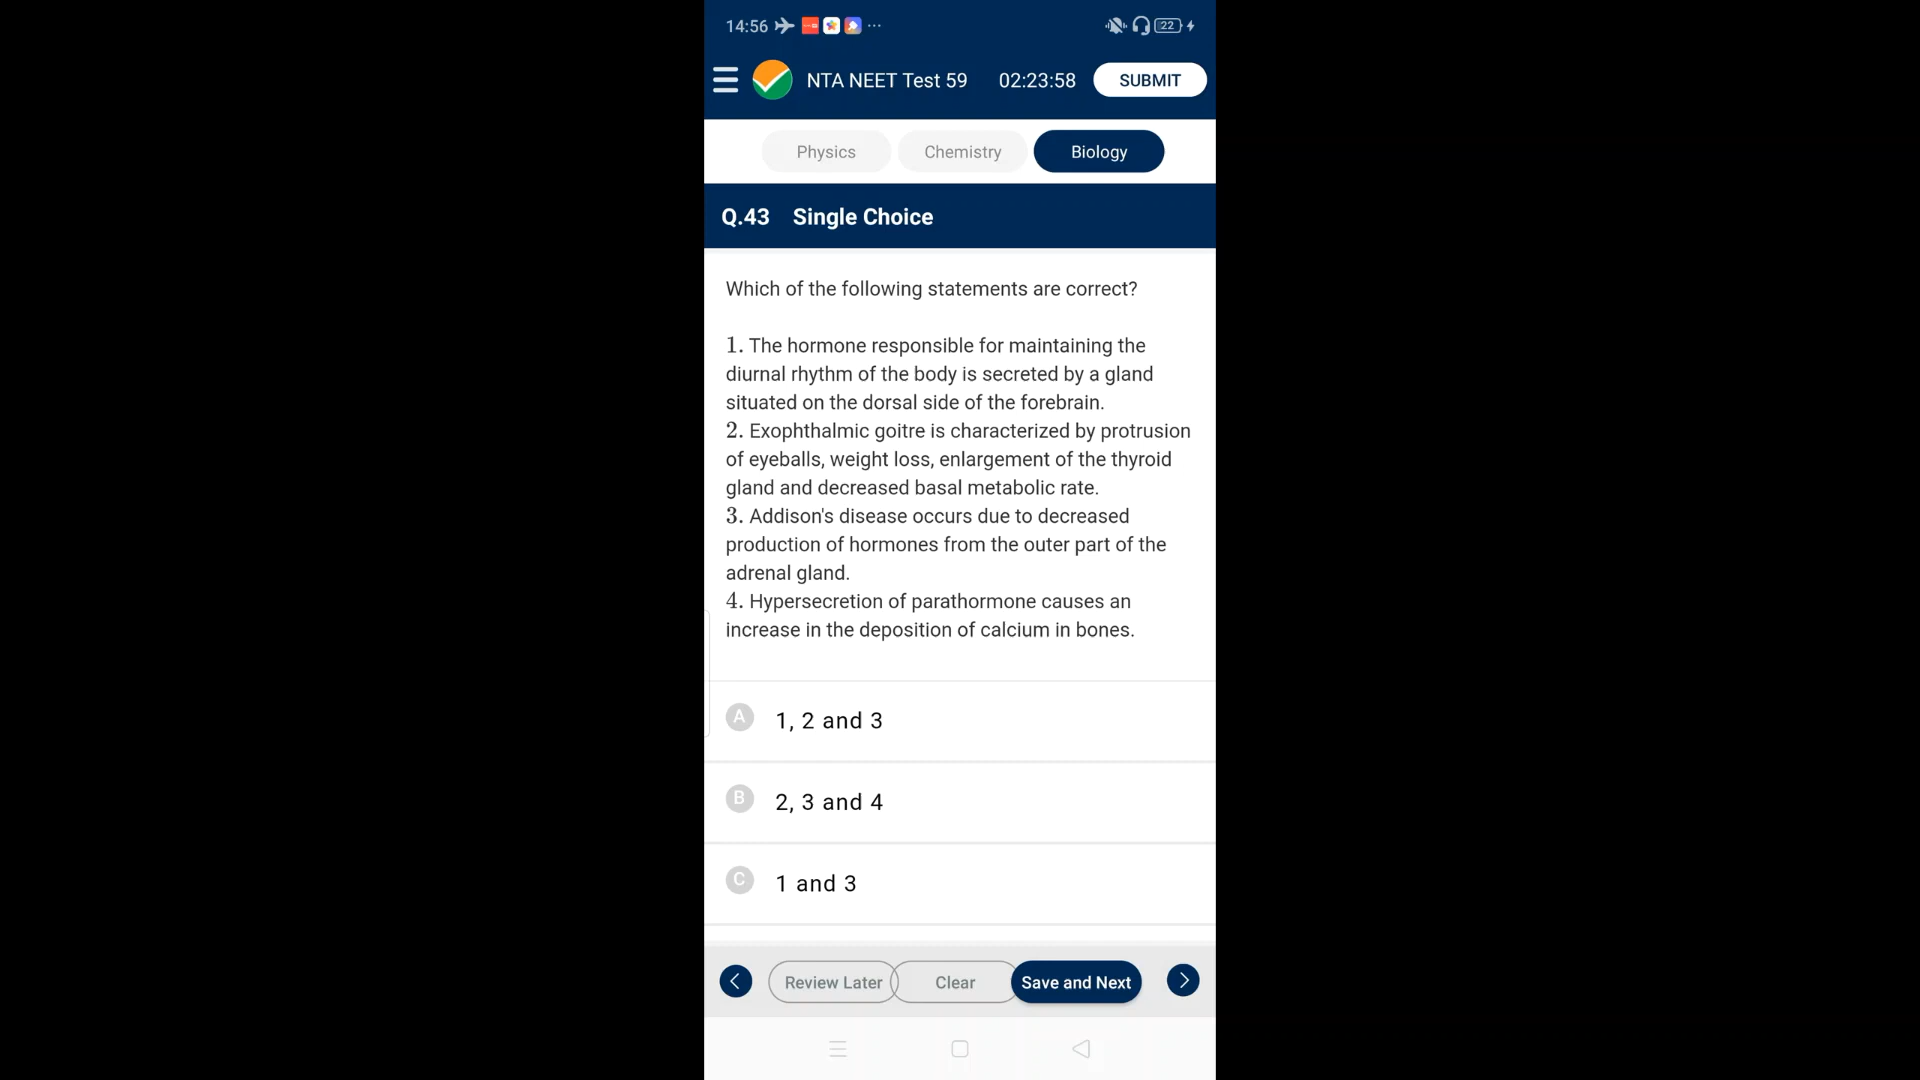 14:56
22
NTA NEET Test 59 02:23:58 SUBMIT
Physics Chemistry Biology
Q.43 Single Choice
Which of the following statements are correct?
1. The hormone responsible for maintaining the
diurnal rhythm of the body is secreted by a gland
situated on the dorsal side of the forebrain.
2. Exophthalmic goitre is characterized by protrusion
of eyeballs, weight loss, enlargement of the thyroid
gland and decreased basal metabolic rate.
3. Addison's disease occurs due to decreased
production of hormones from the outer part of the
adrenal gland.
4. Hypersecretion of parathormone causes an
increase in the deposition of calcium in bones.
A 1, 2 and 3
B 2, 3 and 4
C 1 and 3
Review Later Clear Save and Next